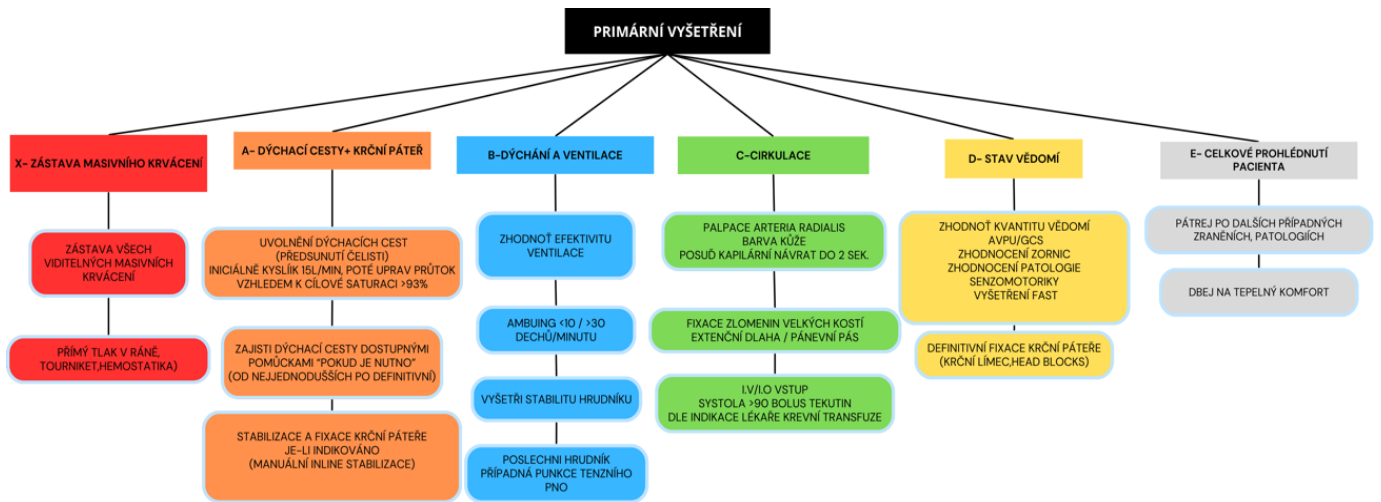 PRIMÁRNÍ VYŠETŘENÍ
X- ZÁSTAVA MASIVNÍHO KRVÁCENÍ
ZÁSTAVA VŠECH
VIDITELNÝCH MASIVNÍCH
KRVÁCENÍ
PŘÍMÝ TLAK V RÁNĚ,
TOURNIKET,HEMOSTATIKA)
A- DÝCHACÍ CESTY+ KRČNÍ PÁTEŘ
UVOLNĚNÍ DÝCHACÍCH CEST
(PŘEDSUNUTÍ ČELISTI)
INICIÁLNĚ KYSLÍK 15L/MIN, POTÉ UPRAV PRŮTOK
VZHLEDEM K CÍLOVÉ SATURACI >93%
ZAJISTI DÝCHACÍ CESTY DOSTUPNÝMI
POMŮCKAMI "POKUD JE NUTNO"
(OD NEJJEDNODUŠŠÍCH PO DEFINITIVNÍ)
STABILIZACE A FIXACE KRČNÍ PÁTEŘE
JE-LI INDIKOVÁNO
(MANUÁLNÍ INLINE STABILIZACE)
B-DÝCHÁNÍ A VENTILACE
ZHODNOŤ EFEKTIVITU
VENTILACE
AMBUING <10 / >30
DECHŮ/MINUTU
VYŠETŘI STABILITU HRUDNÍKU
POSLECHNI HRUDNÍK
PŘÍPADNÁ PUNKCE TENZNÍHO
PNO
C-CIRKULACE
PALPACE ARTERIA RADIALIS
BARVA KŮŽE
POSUĎ KAPILÁRNÍ NÁVRAT DO 2 SEK.
FIXACE ZLOMENIN VELKÝCH KOSTÍ
EXTENČNÍ DLAHA / PÁNEVNÍ PÁS
I.V/I.O VSTUP
SYSTOLA >90 BOLUS TEKUTIN
DLE INDIKACE LÉKAŘE KREVNÍ TRANSFUZE
D- STAV VĚDOMÍ
ZHODNOŤ KVANTITU VĚDOMÍ
AVPU/GCS
ZHODNOCENÍ ZORNIC
ZHODNOCENÍ PATOLOGIE
SENZOMOTORIKY
VYŠETŘENÍ FAST
DEFINITIVNÍ FIXACE KRČNÍ PÁTEŘE
(KRČNÍ LÍMEC,HEAD BLOCKS)
E- CELKOVÉ PROHLÉDNUTÍ
PACIENTA
PÁTREJ PO DALŠÍCH PŘÍPADNÝCH
ZRANĚNÍCH, PATOLOGIÍCH
DBEJ NA TEPELNÝ KOMFORT